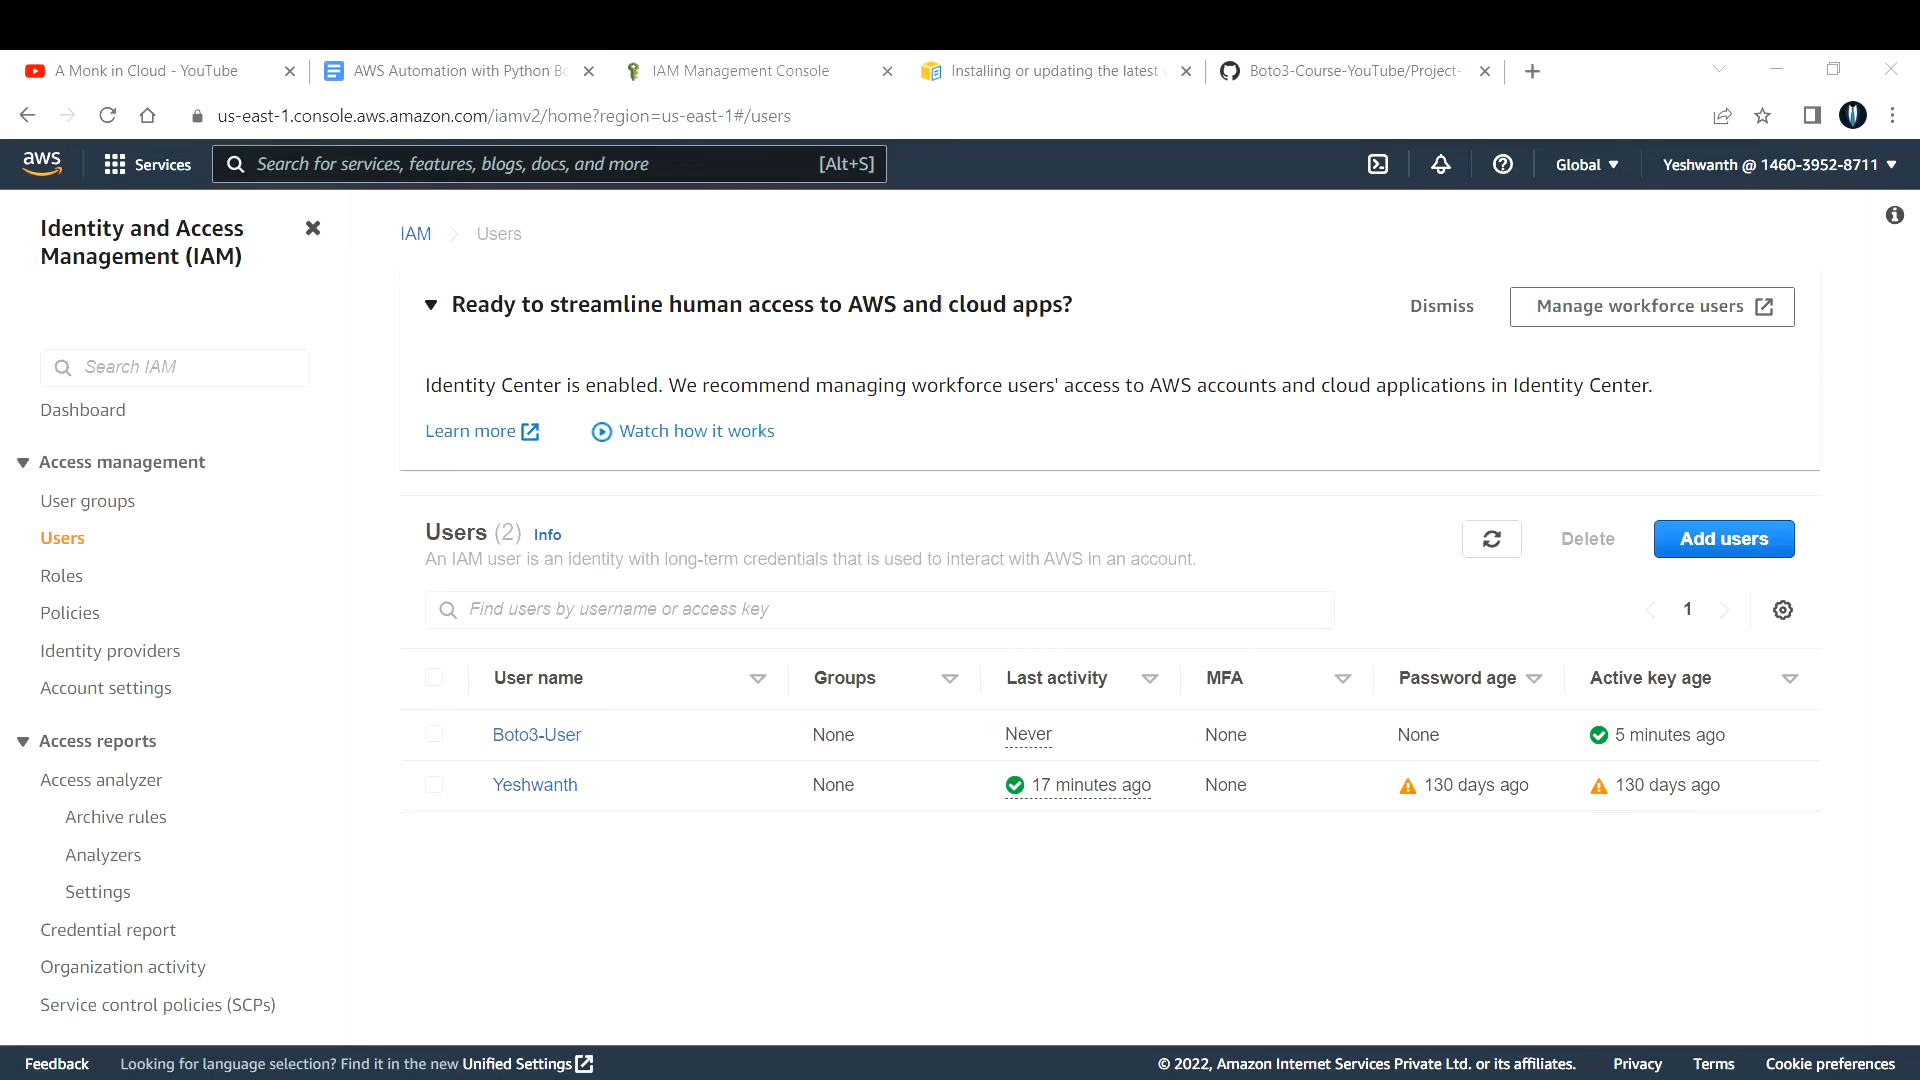 A Monk in Cloud - YouTube
AWS Automation with Python Bo
IAM Management Console
Installing or updating the latest v
Boto3-Course-YouTube/Project-
us-east-1.console.aws.amazon.com/iamv2/home?region=us-east-1#/users
aws
Services
Search for services, features, blogs, docs, and more
[Alt+S]
Global
Yeshwanth @ 1460-3952-8711
Identity and Access
Management (IAM)
Search IAM
Dashboard
Access management
User groups
Users
Roles
Policies
Identity providers
Account settings
Access reports
Access analyzer
Archive rules
Analyzers
Settings
Credential report
Organization activity
Service control policies (SCPs)
IAM
Users
Ready to streamline human access to AWS and cloud apps?
Dismiss
Manage workforce users
Identity Center is enabled. We recommend managing workforce users' access to AWS accounts and cloud applications in Identity Center.
Learn more
Watch how it works
Users (2) Info
An IAM user is an identity with long-term credentials that is used to interact with AWS in an account.
Delete
Add users
Find users by username or access key
1
User name Groups Last activity MFA Password age Active key age
Boto3-User None Never None None 5 minutes ago
Yeshwanth None 17 minutes ago None 130 days ago 130 days ago
Feedback
Looking for language selection? Find it in the new Unified Settings
© 2022, Amazon Internet Services Private Ltd. or its affiliates.
Privacy
Terms
Cookie preferences